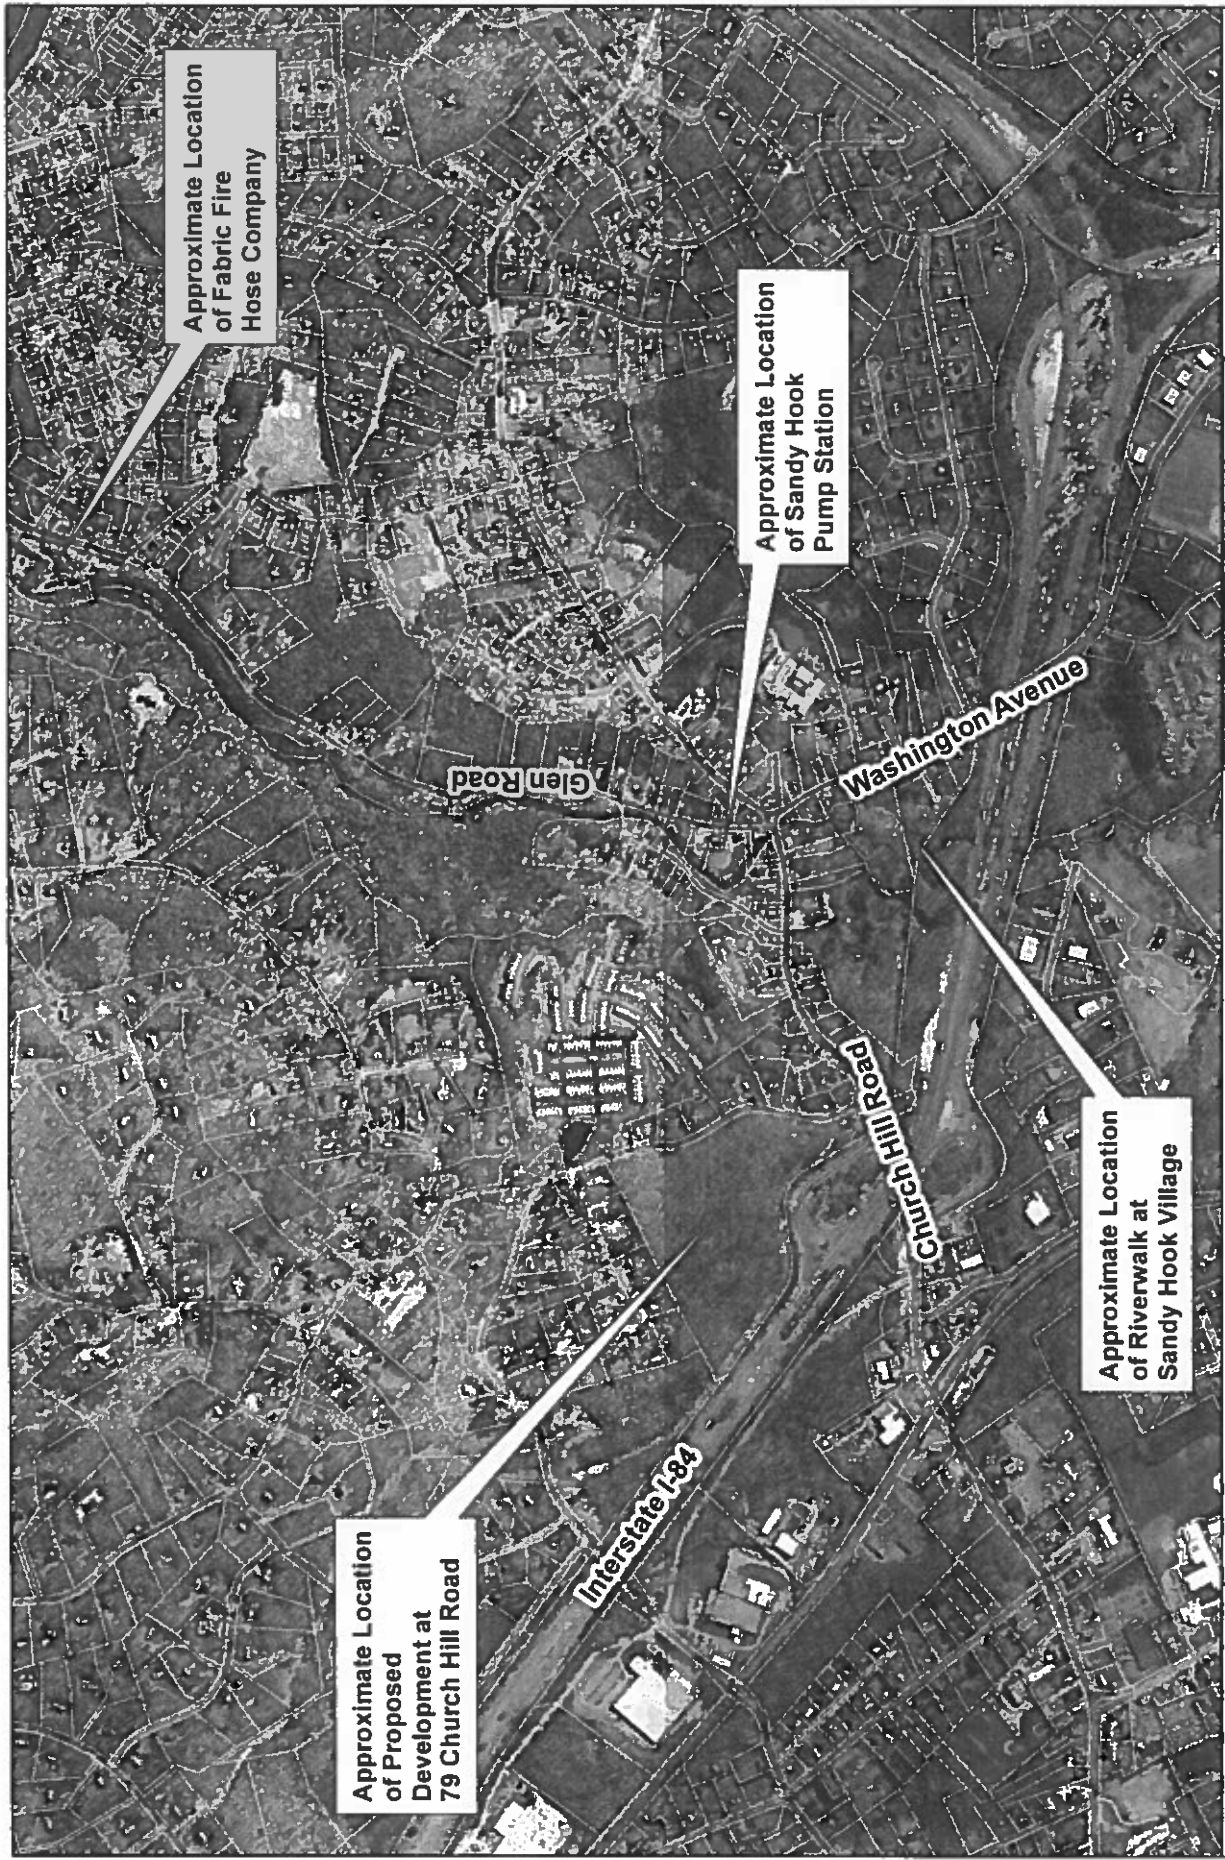 Approximate Location
of Proposed
Development at
79 Church Hill Road
Approximate Location
of Fabric Fire
Hose Company
Glen Road
Interstate I-84
Approximate Location
of Sandy Hook
Pump Station
Church Hill Road
Washington Avenue
Approximate Location
of Riverwalk at
Sandy Hook Village